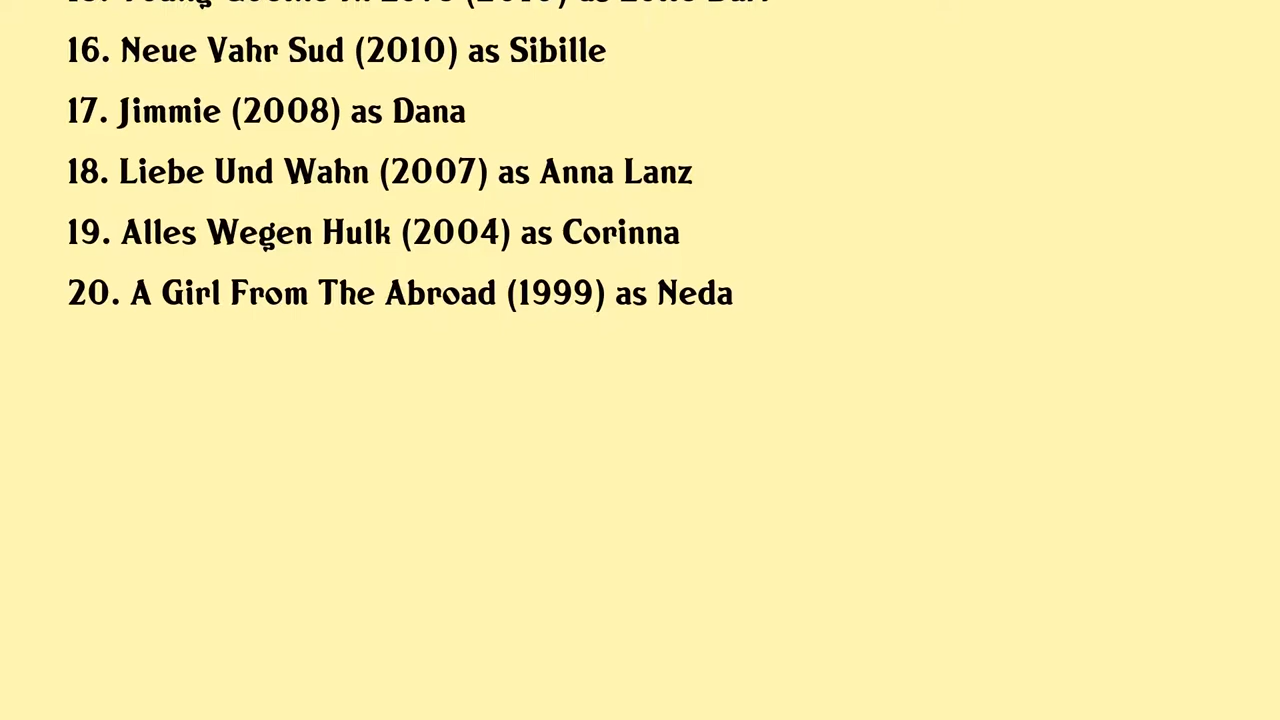 16. Neue Vahr Sud (2010) as Sibille
17. Jimmie (2008) as Dana
18. Liebe Und Wahn (2007) as Anna Lanz
19. Alles Wegen Hulk (2004) as Corinna
20. A Girl From The Abroad (1999) as Neda